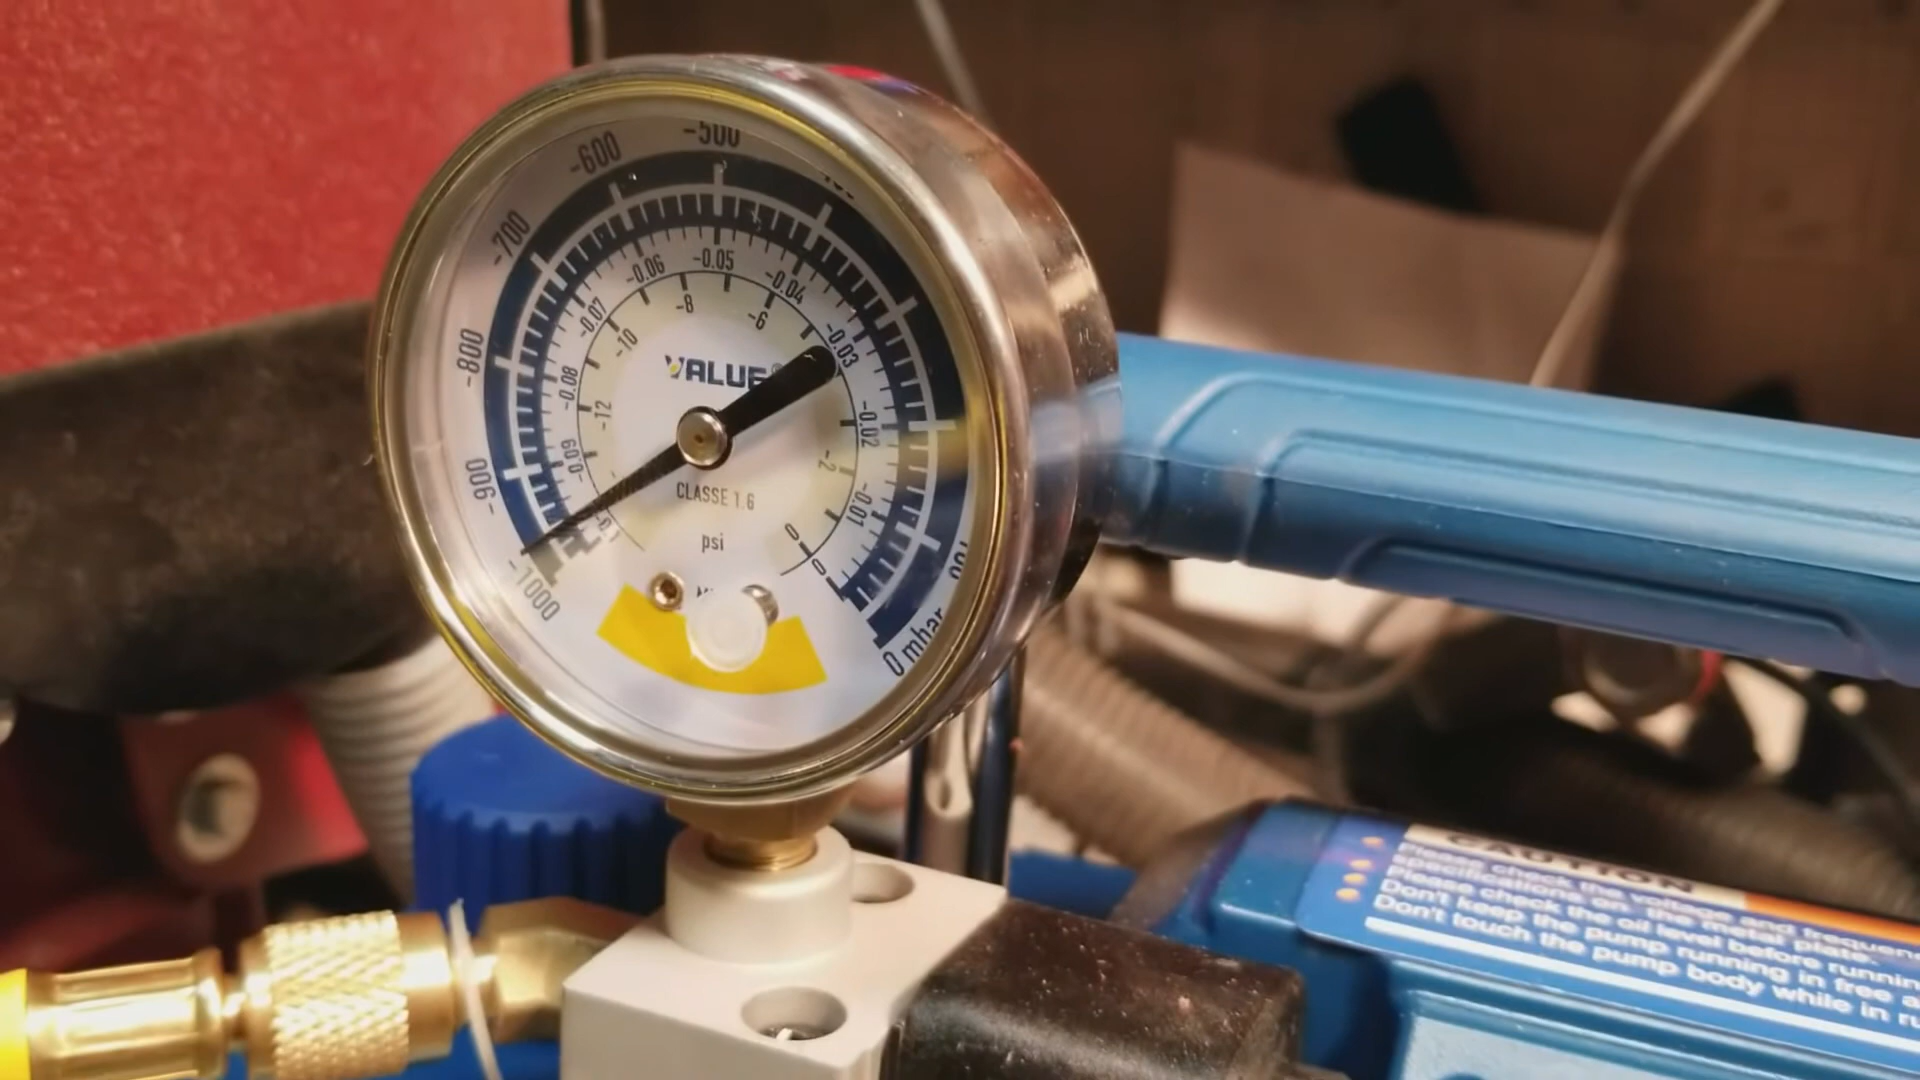 -500
-600
-700
-800
-900
-1000
0 mbar
-0.05
-0.06
-0.04
-0.07
-0.03
-0.08
-0.02
-0.09
-0.01
0
-8
-6
-10
-12
-2
0
VALUE
CLASSE 1.6
psi
CAUTION
Please check the voltage and
specifications on the metal plate.
Please check the oil level before
Don't keep the pump running in free
Don't touch the pump body while in